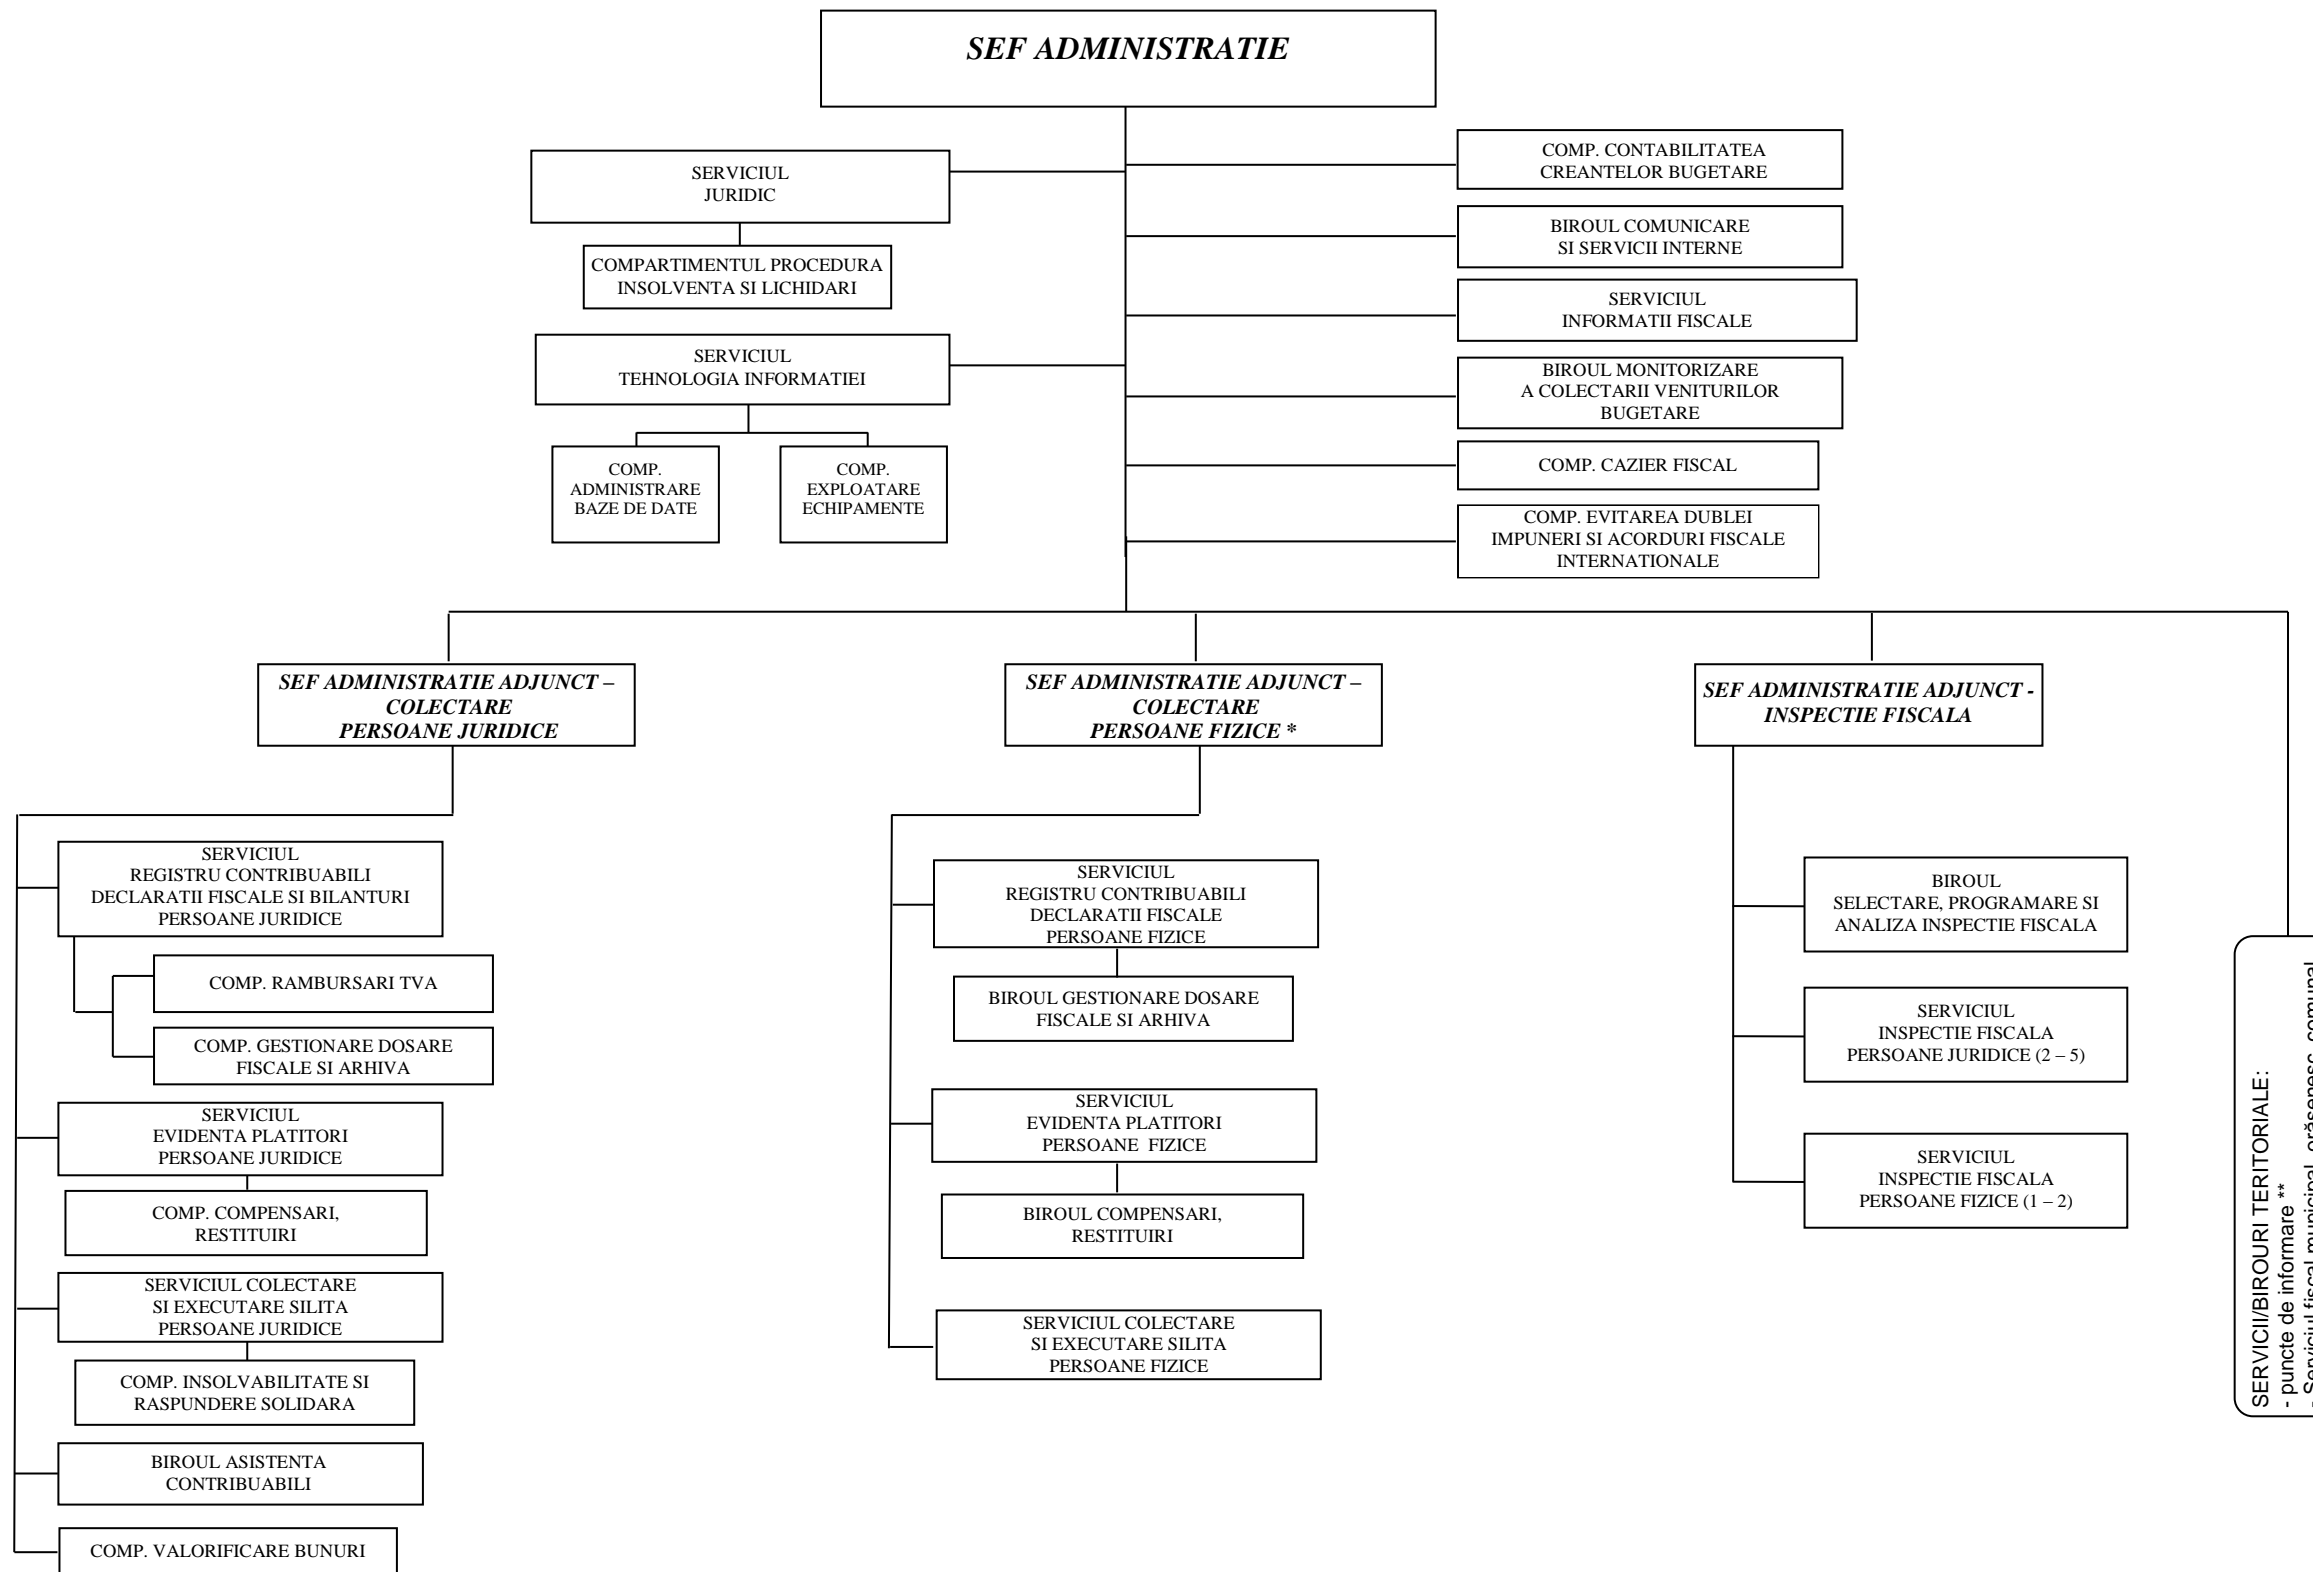 SEF ADMINISTRATIE
SERVICIUL
JURIDIC
COMPARTIMENTUL PROCEDURA
INSOLVENTA SI LICHIDARI
SERVICIUL
TEHNOLOGIA INFORMATIEI
COMP.
ADMINISTRARE
BAZE DE DATE
COMP.
EXPLOATARE
ECHIPAMENTE
COMP. CONTABILITATEA
CREANTELOR BUGETARE
BIROUL COMUNICARE
SI SERVICII INTERNE
SERVICIUL
INFORMATII FISCALE
BIROUL MONITORIZARE
A COLECTARII VENITURILOR
BUGETARE
COMP. CAZIER FISCAL
COMP. EVITAREA DUBLEI
IMPUNERI SI ACORDURI FISCALE
INTERNATIONALE
SEF ADMINISTRATIE ADJUNCT –
COLECTARE
PERSOANE JURIDICE
SERVICIUL
REGISTRU CONTRIBUABILI
DECLARATII FISCALE SI BILANTURI
PERSOANE JURIDICE
COMP. RAMBURSARI TVA
COMP. GESTIONARE DOSARE
FISCALE SI ARHIVA
SERVICIUL
EVIDENTA PLATITORI
PERSOANE JURIDICE
COMP. COMPENSARI,
RESTITUIRI
SERVICIUL COLECTARE
SI EXECUTARE SILITA
PERSOANE JURIDICE
COMP. INSOLVABILITATE SI
RASPUNDERE SOLIDARA
BIROUL ASISTENTA
CONTRIBUABILI
COMP. VALORIFICARE BUNURI
SEF ADMINISTRATIE ADJUNCT –
COLECTARE
PERSOANE FIZICE *
SERVICIUL
REGISTRU CONTRIBUABILI
DECLARATII FISCALE
PERSOANE FIZICE
BIROUL GESTIONARE DOSARE
FISCALE SI ARHIVA
SERVICIUL
EVIDENTA PLATITORI
PERSOANE FIZICE
BIROUL COMPENSARI,
RESTITUIRI
SERVICIUL COLECTARE
SI EXECUTARE SILITA
PERSOANE FIZICE
SEF ADMINISTRATIE ADJUNCT -
INSPECTIE FISCALA
BIROUL
SELECTARE, PROGRAMARE SI
ANALIZA INSPECTIE FISCALA
SERVICIUL
INSPECTIE FISCALA
PERSOANE JURIDICE (2 – 5)
SERVICIUL
INSPECTIE FISCALA
PERSOANE FIZICE (1 – 2)
SERVICII/BIROURI TERITORIALE:
- puncte de informare **
- Serviciul fiscal municipal, orăşenesc, comunal